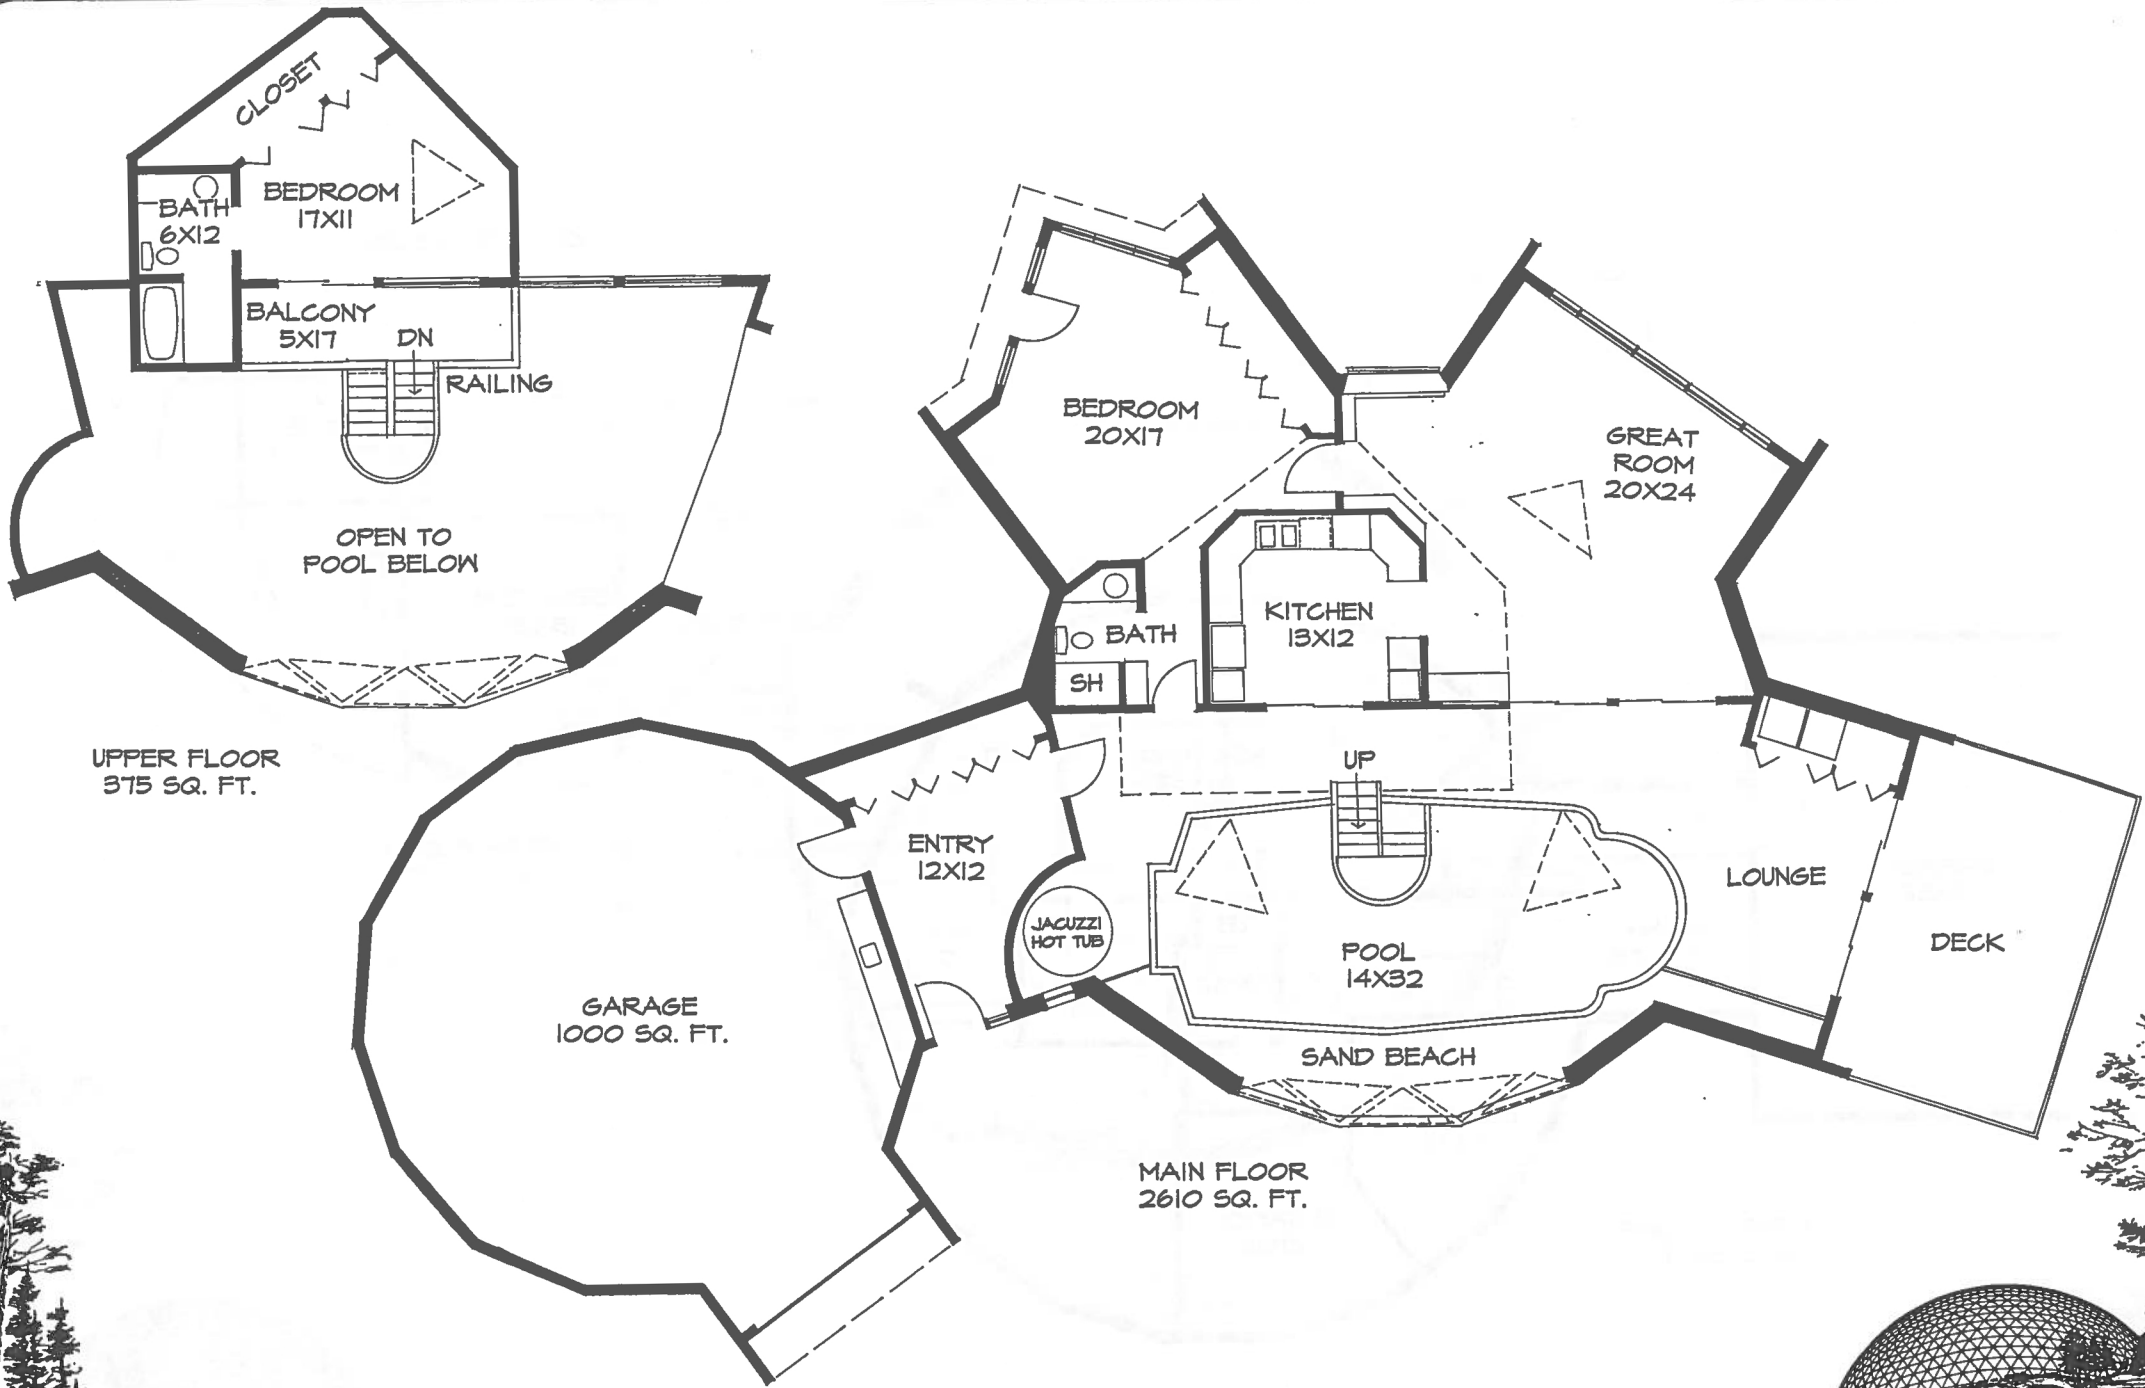 CLOSET
BEDROOM
17X11
BATH
6X12
BALCONY
5X17
DN
RAILING
OPEN TO
POOL BELOW
UPPER FLOOR
375 SQ. FT.
BEDROOM
20X17
GREAT
ROOM
20X24
KITCHEN
13X12
BATH
SH
UP
ENTRY
12X12
JACUZZI
HOT TUB
POOL
14X32
LOUNGE
DECK
SAND BEACH
GARAGE
1000 SQ. FT.
MAIN FLOOR
2610 SQ. FT.